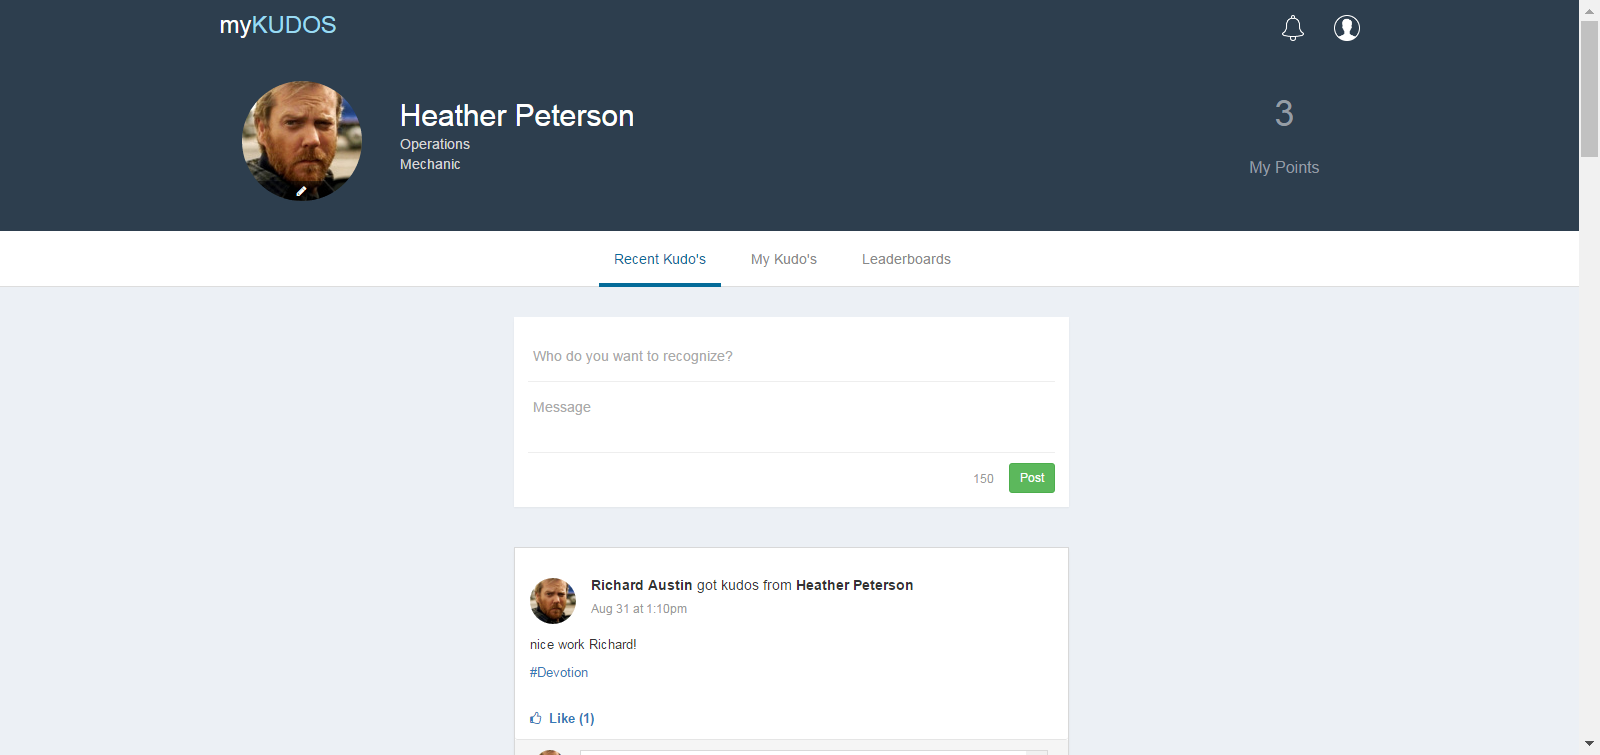 myKUDOS
Heather Peterson
Operations
Mechanic
3
My Points
Recent Kudo's
My Kudo's
Leaderboards
Who do you want to recognize?
Message
150
Post
Richard Austin got kudos from Heather Peterson
Aug 31 at 1:10pm
nice work Richard!
#Devotion
Like (1)